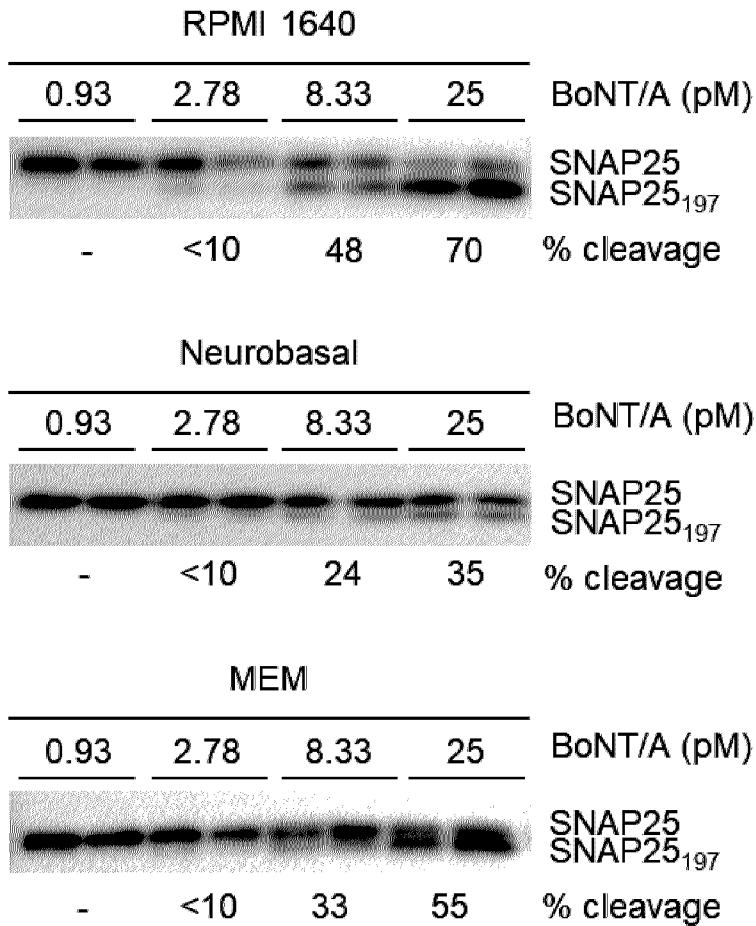 RPMI 1640
0.93 2.78 8.33 25 BoNT/A (pM)
SNAP25
SNAP25197
- <10 48 70 % cleavage
Neurobasal
0.93 2.78 8.33 25 BoNT/A (pM)
SNAP25
SNAP25197
- <10 24 35 % cleavage
MEM
0.93 2.78 8.33 25 BoNT/A (pM)
SNAP25
SNAP25197
- <10 33 55 % cleavage